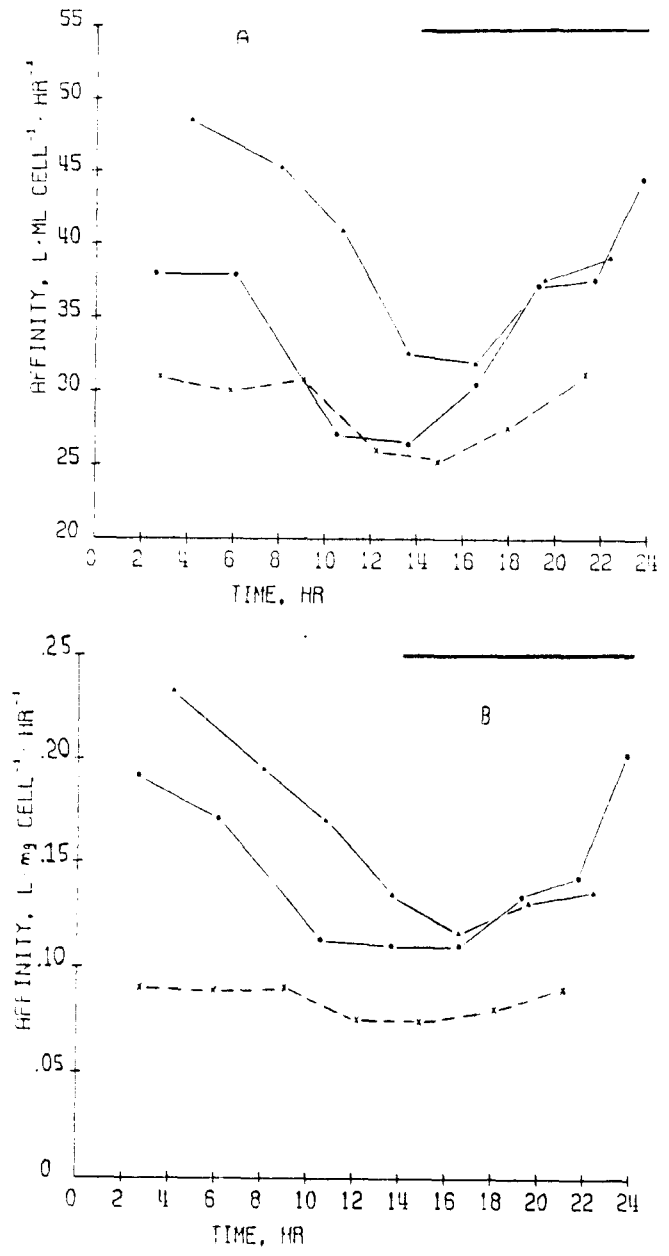 A
55
50
45
40
35
30
25
20
AFFINITY, L·ML CELL⁻¹·HR⁻¹
0 2 4 6 8 10 12 14 16 18 20 22 24
TIME, HR
B
.25
.20
.15
.10
.05
0
AFFINITY, L·mg CELL⁻¹·HR⁻¹
0 2 4 6 8 10 12 14 16 18 20 22 24
TIME, HR